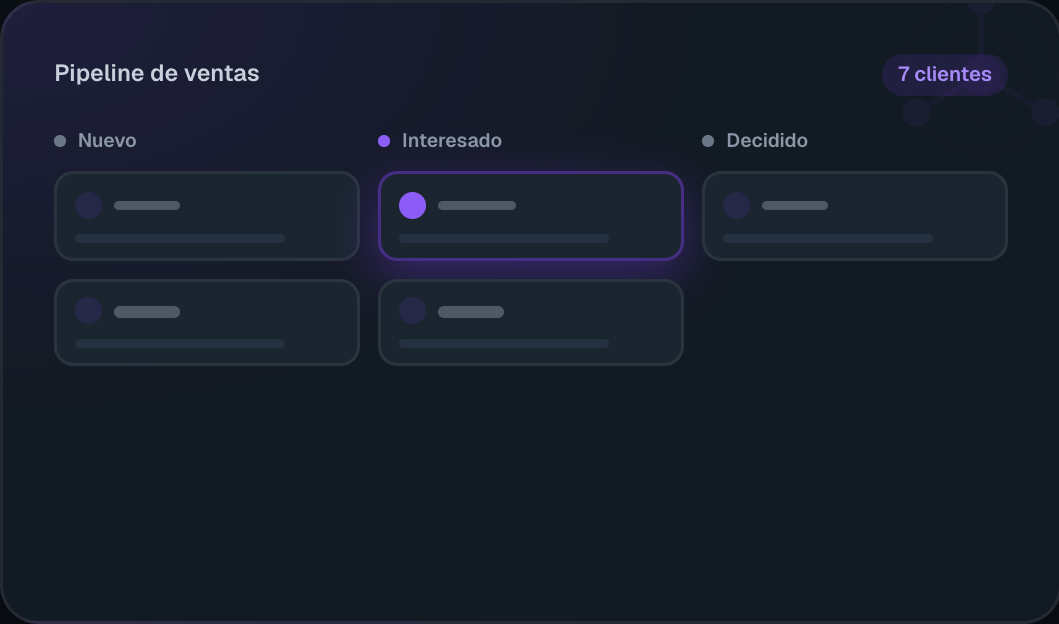 Pipeline de ventas
7 clientes
Nuevo
Interesado
Decidido